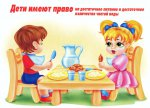 Дети имеют право на достаточное питание и достаточное
количество чистой воды